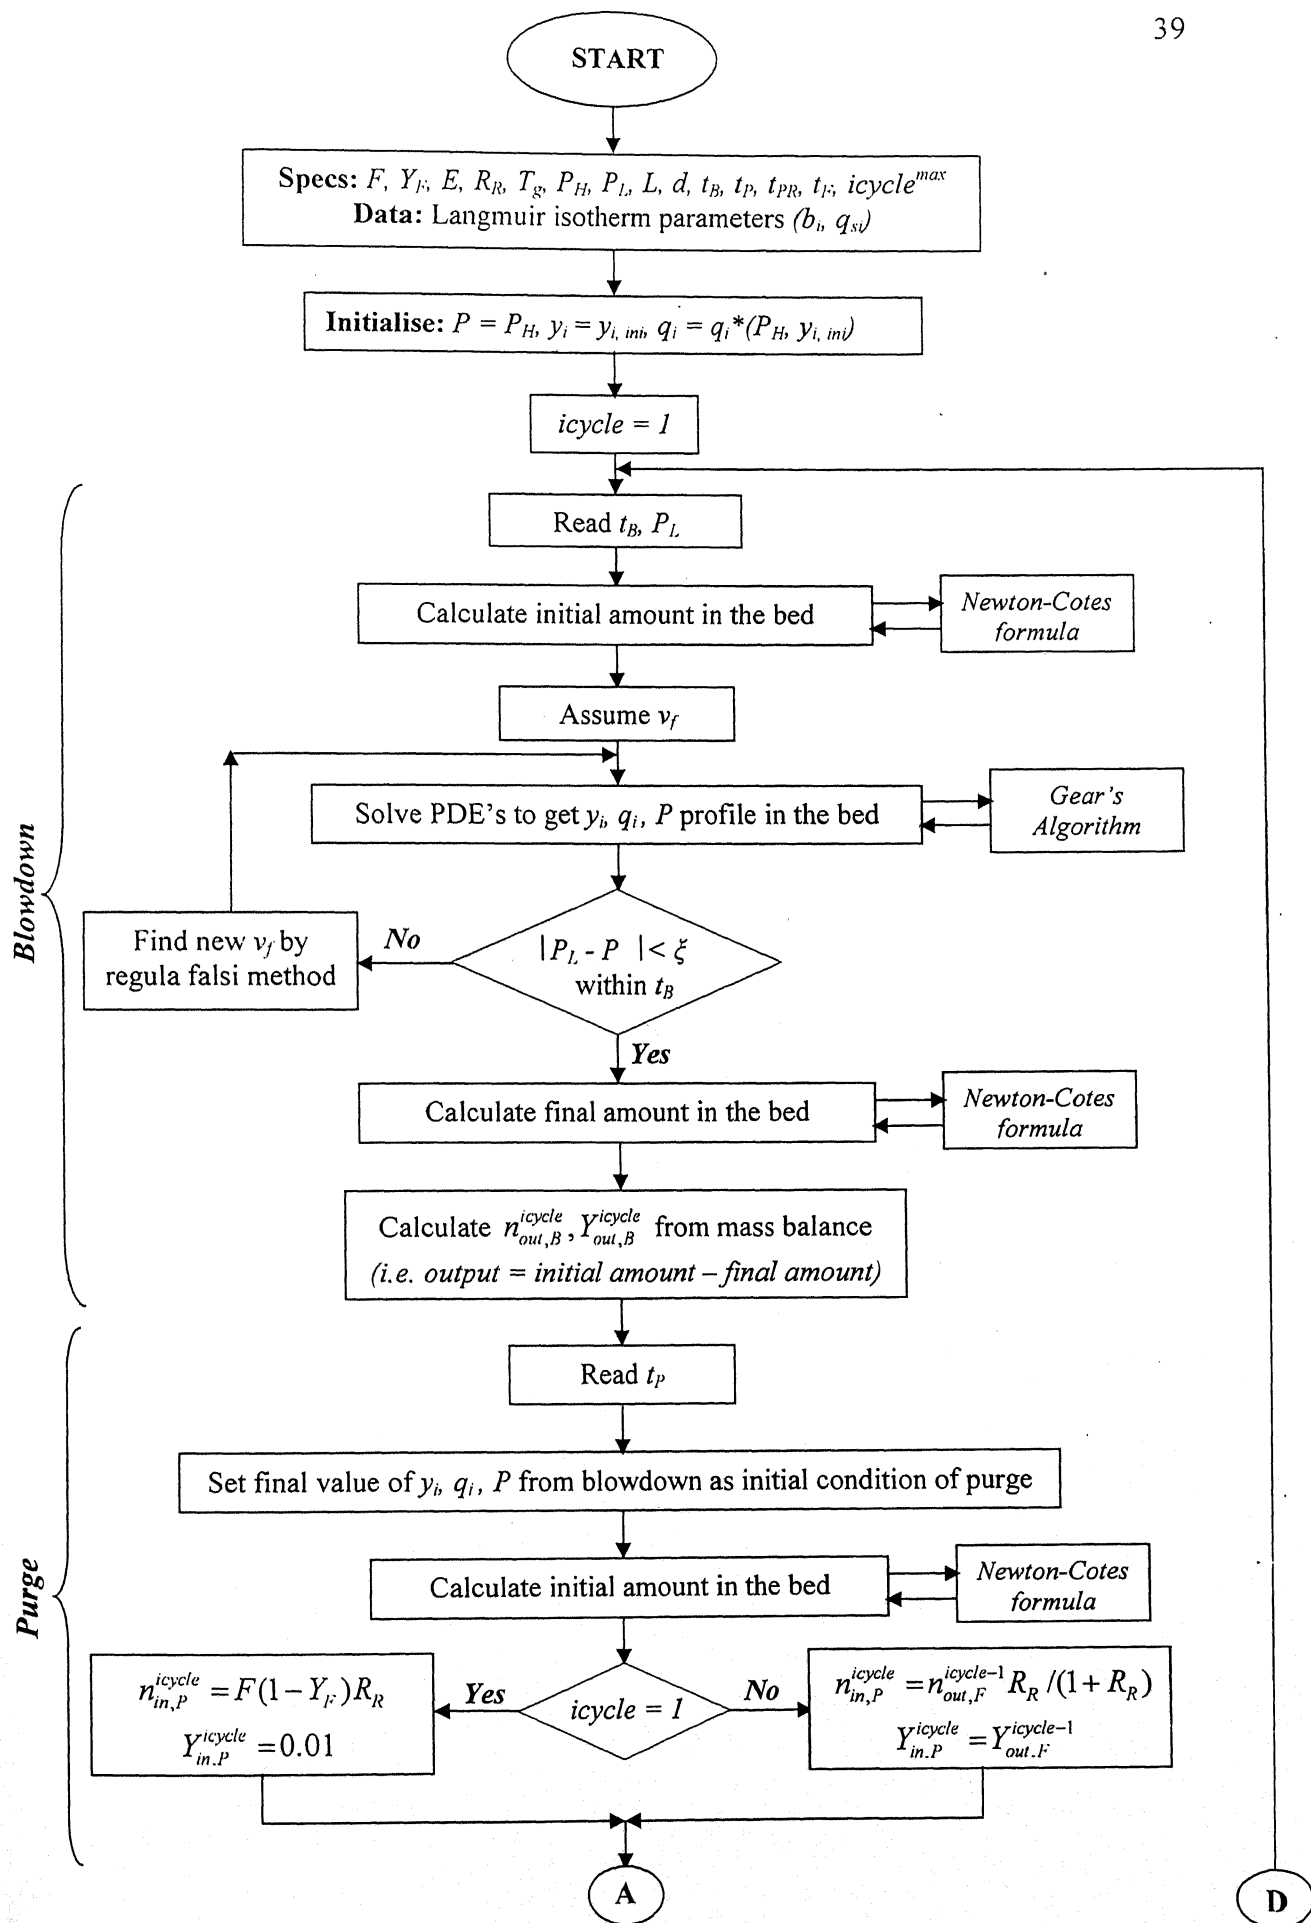 39
START
Specs: F, Y_F, E, R_R, T_g, P_H, P_L, L, d, t_B, t_P, t_PR, t_F, icycle^max
Data: Langmuir isotherm parameters (b_i, q_si)
Initialise: P = P_H, y_i = y_i, ini, q_i = q_i*(P_H, y_i, ini)
icycle = 1
Read t_B, P_L
Calculate initial amount in the bed
Newton-Cotes
formula
Assume v_f
Solve PDE's to get y_i, q_i, P profile in the bed
Gear's
Algorithm
Blowdown
Find new v_f by
regula falsi method
No
|P_L - P | < ξ
within t_B
Yes
Calculate final amount in the bed
Newton-Cotes
formula
Calculate n_out,B^icycle, Y_out,B^icycle from mass balance
(i.e. output = initial amount – final amount)
Read t_P
Set final value of y_i, q_i, P from blowdown as initial condition of purge
Purge
Calculate initial amount in the bed
Newton-Cotes
formula
n_in,P^icycle = F(1 − Y_F)R_R
Y_in.P^icycle = 0.01
Yes
icycle = 1
No
n_in,P^icycle = n_out,F^icycle−1 R_R /(1 + R_R)
Y_in.P^icycle = Y_out.F^icycle−1
A
D